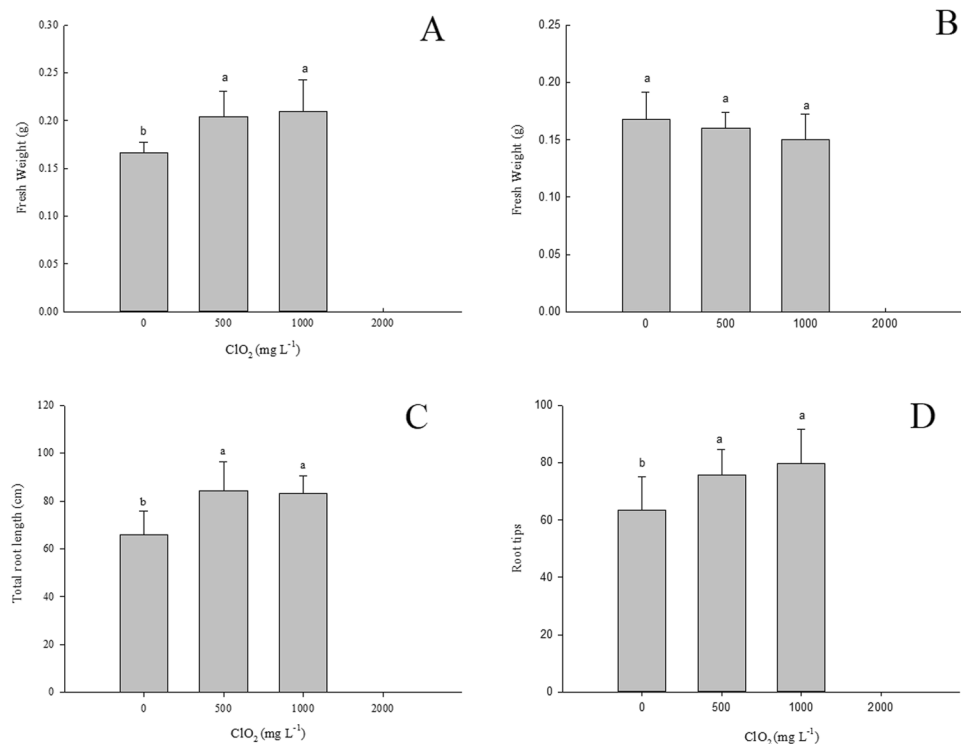 A
0.30
0.25
0.20
0.15
0.10
0.05
0.00
Fresh Weight (g)
b
a
a
0
500
1000
2000
ClO₂ (mg L⁻¹)
B
0.25
0.20
0.15
0.10
0.05
0.00
Fresh Weight (g)
a
a
a
0
500
1000
2000
C
120
100
80
60
40
20
0
Total root length (cm)
b
a
a
0
500
1000
2000
ClO₂ (mg L⁻¹)
D
100
80
60
40
20
0
Root tips
b
a
a
0
500
1000
2000
ClO₂ (mg L⁻¹)